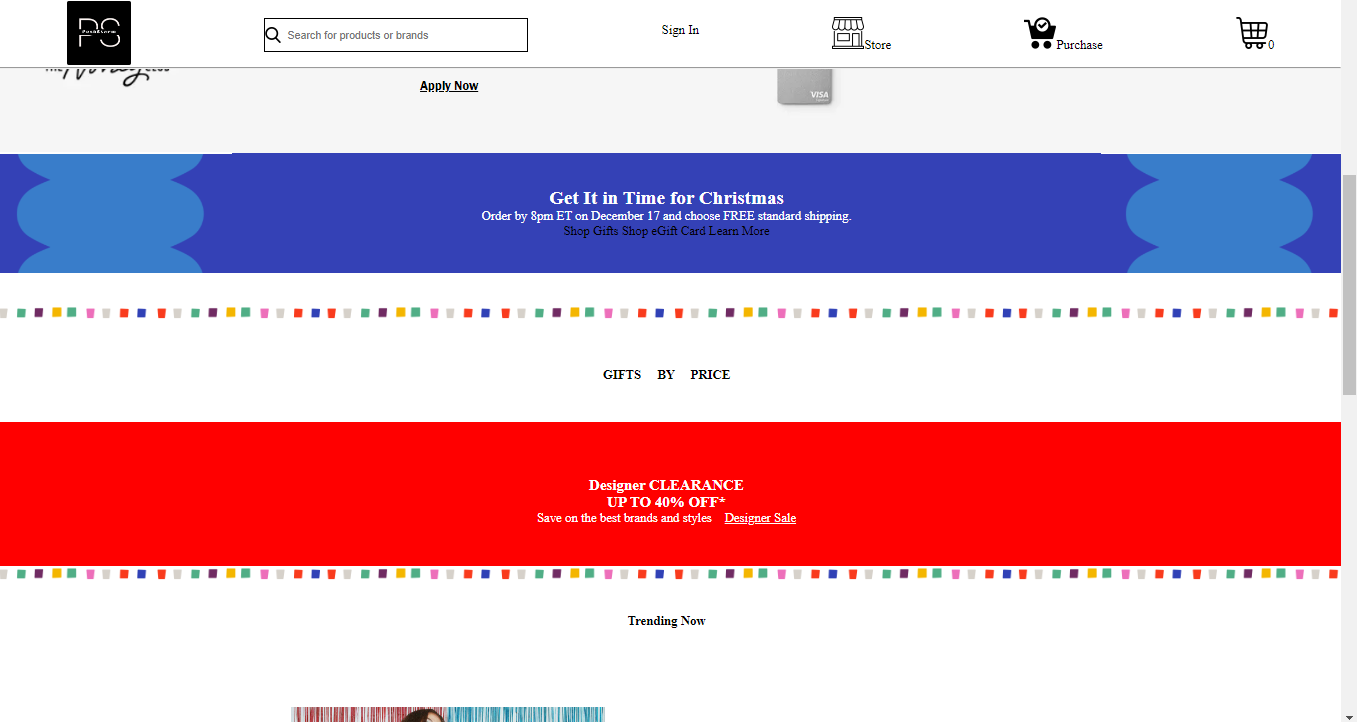 PS
Search for products or brands
Sign In
Store
Purchase
0
THE CLUB
Apply Now
VISA
Get It in Time for Christmas
Order by 8pm ET on December 17 and choose FREE standard shipping.
Shop Gifts Shop eGift Card Learn More
GIFTS BY PRICE
Designer CLEARANCE
UP TO 40% OFF*
Save on the best brands and styles Designer Sale
Trending Now